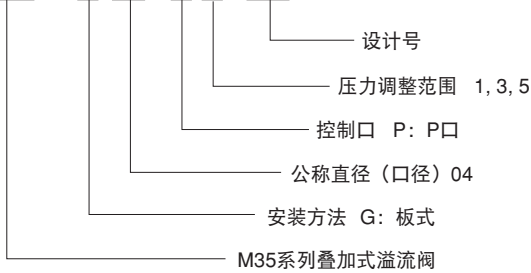 设计号
压力调整范围 1, 3, 5
控制口 P：P口
公称直径（口径）04
安装方法 G：板式
M35系列叠加式溢流阀